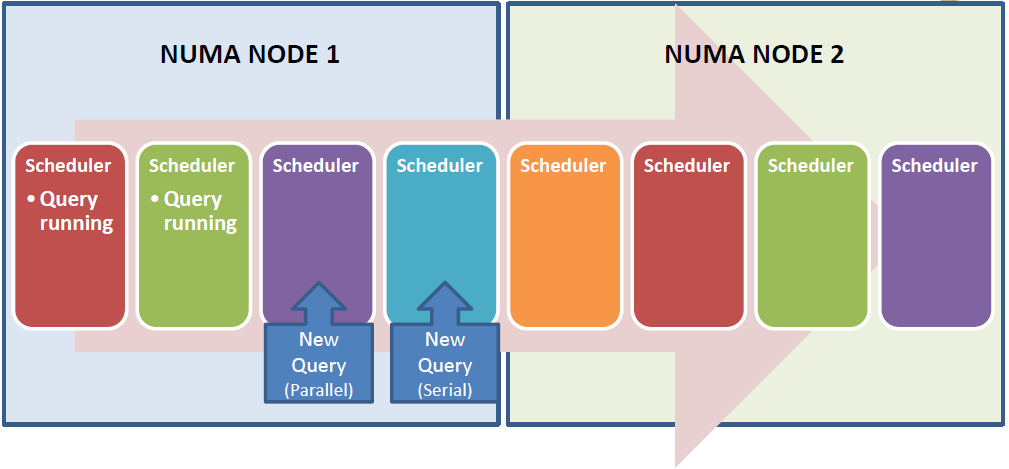 NUMA NODE 1
NUMA NODE 2
Scheduler
• Query
running
Scheduler
• Query
running
Scheduler
Scheduler
Scheduler
Scheduler
Scheduler
Scheduler
New
Query
(Parallel)
New
Query
(Serial)